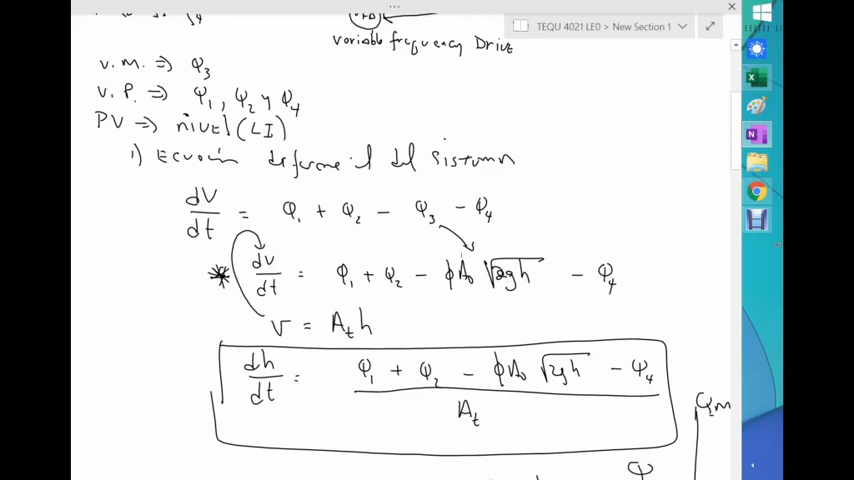 TEQU 4021 LE0 > New Section 1
variable frequency Drive
v.m. ⇒ φ₃
v.P. ⇒ φ₁, φ₂ y φ₄
PV ⇒ nivel (LI)
1) Ecuación diferencial del sistema
dV/dt = φ₁ + φ₂ − φ₃ − φ₄
* dv/dt = φ₁ + φ₂ − ϕA₀ √2gh − φ₄
V = Aₜh
dh/dt = (φ₁ + φ₂ − ϕA₀ √2gh − φ₄) / Aₜ
φ